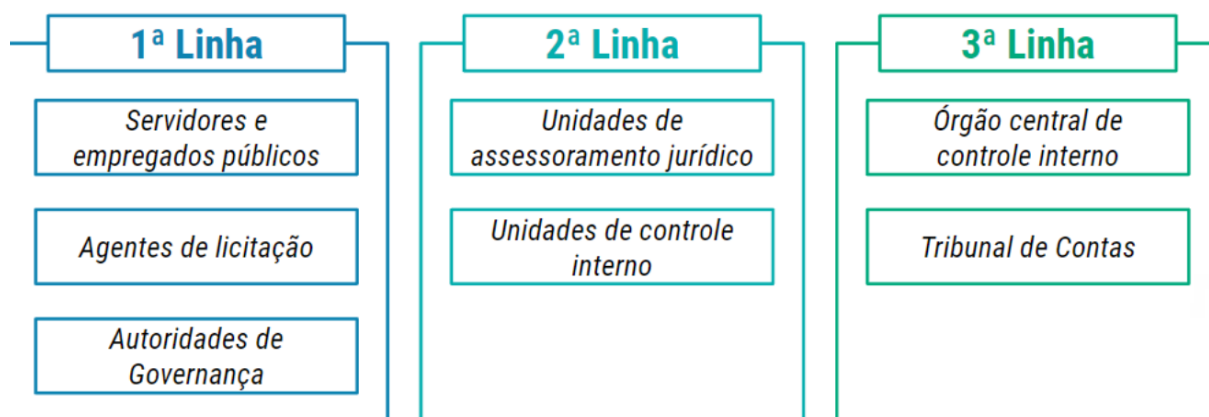 1ª Linha
Servidores e
empregados públicos
Agentes de licitação
Autoridades de
Governança
2ª Linha
Unidades de
assessoramento jurídico
Unidades de controle
interno
3ª Linha
Órgão central de
controle interno
Tribunal de Contas